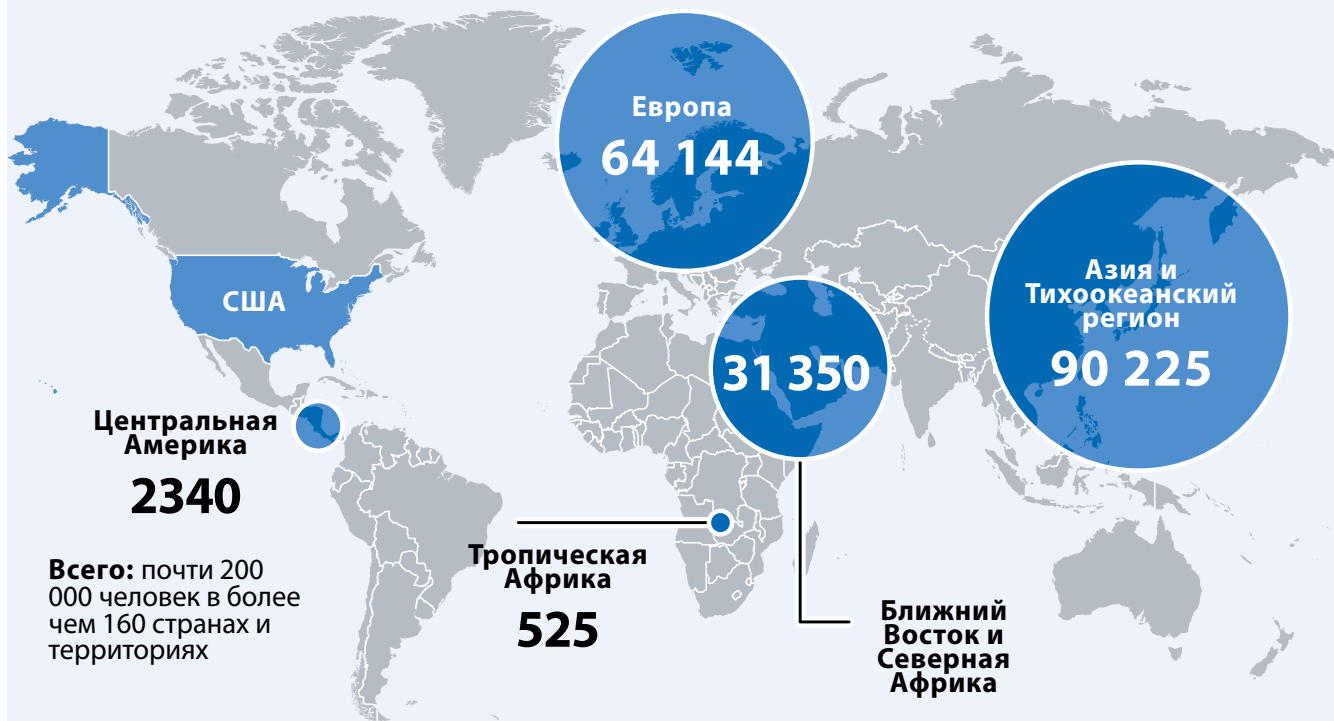 Европа
64 144
Азия и
Тихоокеанский
регион
90 225
США
31 350
Центральная
Америка
2340
Тропическая
Африка
525
Всего: почти 200
000 человек в более
чем 160 странах и
территориях
Ближний
Восток и
Северная
Африка